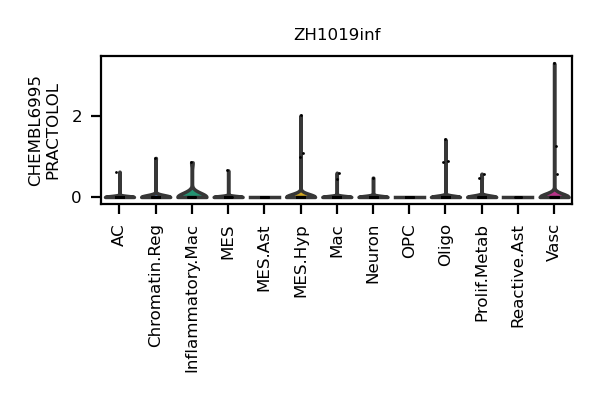 ZH1019inf
CHEMBL6995
PRACTOLOL
2
0
AC
Chromatin.Reg
Inflammatory.Mac
MES
MES.Ast
MES.Hyp
Mac
Neuron
OPC
Oligo
Prolif.Metab
Reactive.Ast
Vasc